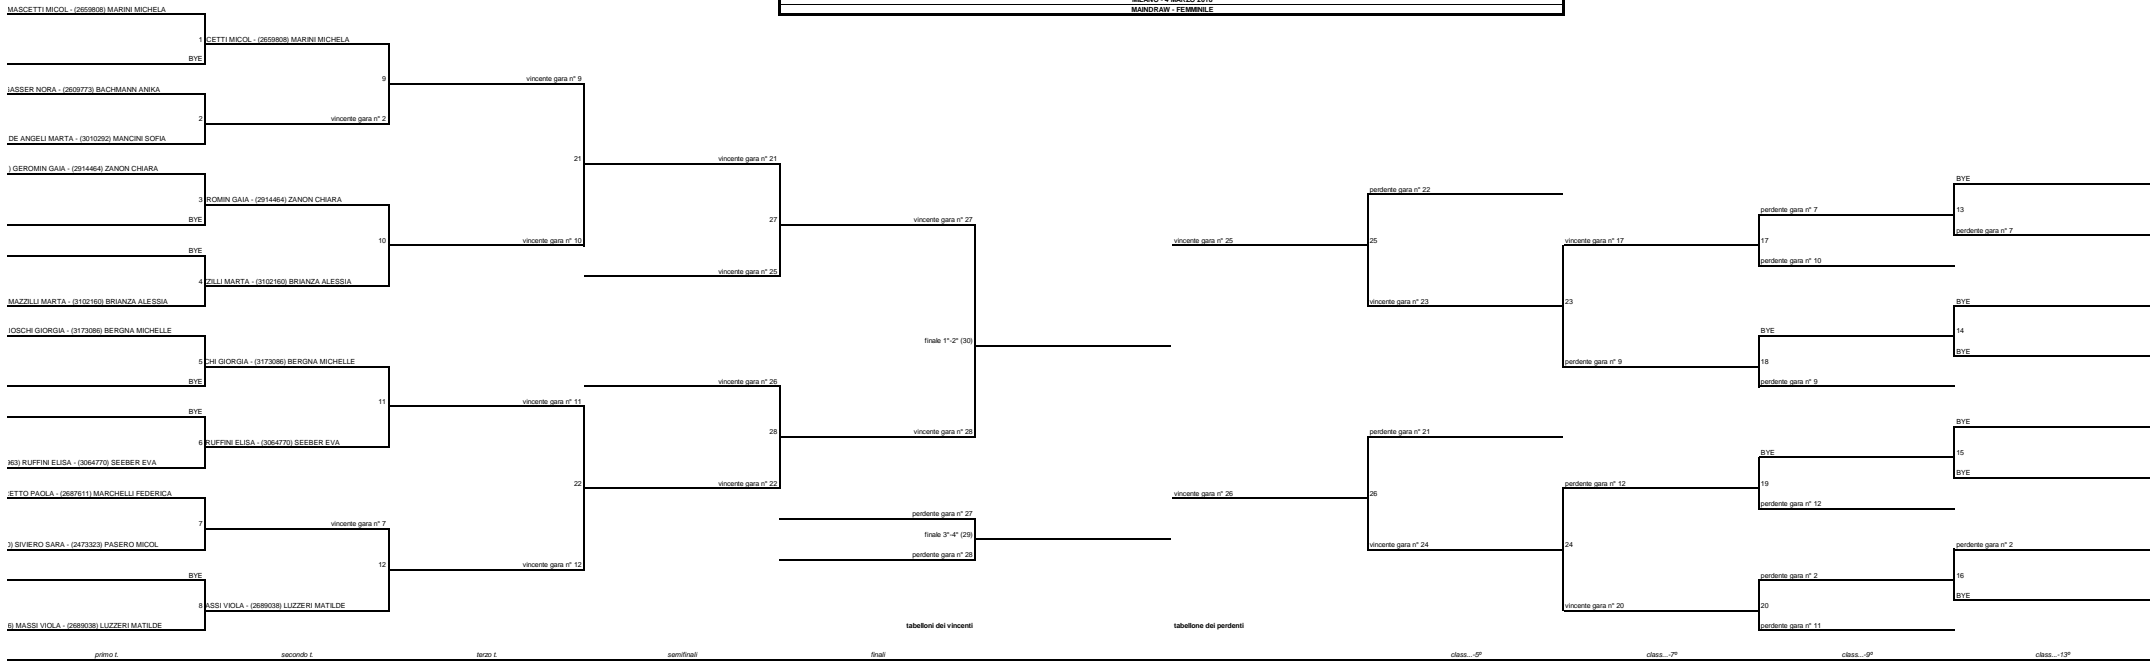 MAINDRAW - FEMMINILE
MASCETTI MICOL - (2659808) MARINI MICHELA
1 CETTI MICOL - (2659808) MARINI MICHELA
BYE
9
vincente gara n° 9
SASSER NORA - (2609773) BACHMANN ANIKA
2
vincente gara n° 2
DE ANGELI MARTA - (3010292) MANCINI SOFIA
21
vincente gara n° 21
) GEROMIN GAIA - (2914464) ZANON CHIARA
3 ROMIN GAIA - (2914464) ZANON CHIARA
BYE
10
vincente gara n° 10
BYE
4 ZILLI MARTA - (3102160) BRIANZA ALESSIA
MAZZILLI MARTA - (3102160) BRIANZA ALESSIA
27
vincente gara n° 27
vincente gara n° 25
IOSCHI GIORGIA - (3173086) BERGNA MICHELLE
5 CHI GIORGIA - (3173086) BERGNA MICHELLE
BYE
finale 1°-2° (30)
11
vincente gara n° 11
vincente gara n° 26
BYE
6 RUFFINI ELISA - (3064770) SEEBER EVA
963) RUFFINI ELISA - (3064770) SEEBER EVA
28
vincente gara n° 28
22
vincente gara n° 22
ETTO PAOLA - (2687611) MARCHELLI FEDERICA
7
vincente gara n° 7
0) SIVIERO SARA - (2473323) PASERO MICOL
perdente gara n° 27
finale 3°-4° (29)
perdente gara n° 28
12
vincente gara n° 12
BYE
8 ASSI VIOLA - (2689038) LUZZERI MATILDE
6) MASSI VIOLA - (2689038) LUZZERI MATILDE
perdente gara n° 22
vincente gara n° 25
25
vincente gara n° 17
vincente gara n° 23
23
perdente gara n° 9
perdente gara n° 7
17
perdente gara n° 10
BYE
13
perdente gara n° 7
BYE
18
perdente gara n° 9
BYE
14
BYE
perdente gara n° 21
vincente gara n° 26
26
perdente gara n° 12
vincente gara n° 24
24
vincente gara n° 20
BYE
19
perdente gara n° 12
BYE
15
BYE
perdente gara n° 2
20
perdente gara n° 11
perdente gara n° 2
16
BYE
tabelloni dei vincenti
tabellone dei perdenti
primo t.
secondo t.
terzo t.
semifinali
finali
class...-5º
class...-7º
class...-9º
class...-13º